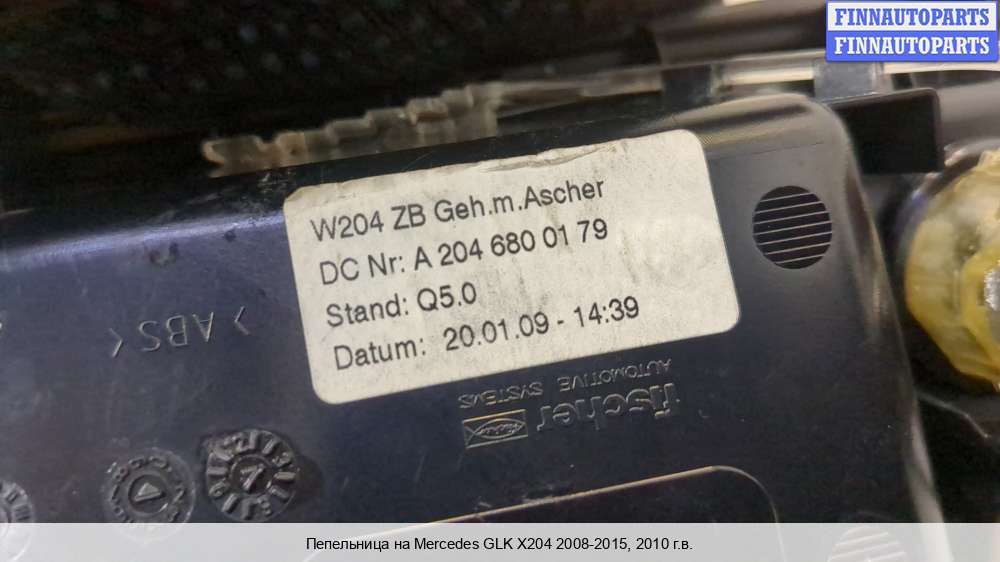 FINNAUTOPARTS
FINNAUTOPARTS
W204 ZB Geh.m.Ascher
DC Nr: A 204 680 01 79
Stand: Q5.0
Datum: 20.01.09 - 14:39
>ABS<
fischer
AUTOMOTIVE SYSTEMS
Пепельница на Mercedes GLK X204 2008-2015, 2010 г.в.